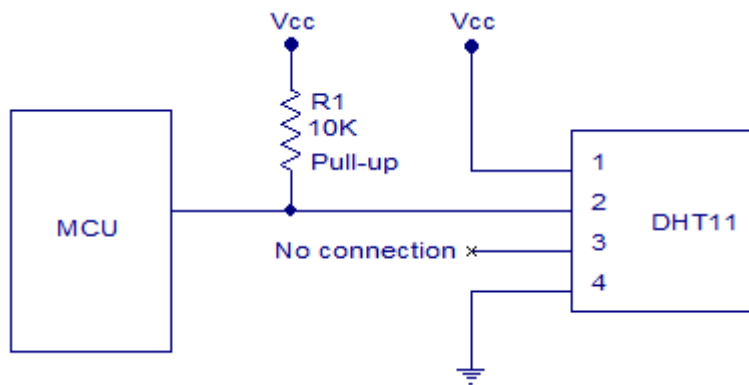 Vcc
Vcc
R1
10K
Pull-up
MCU
No connection
1
2
3
4
DHT11